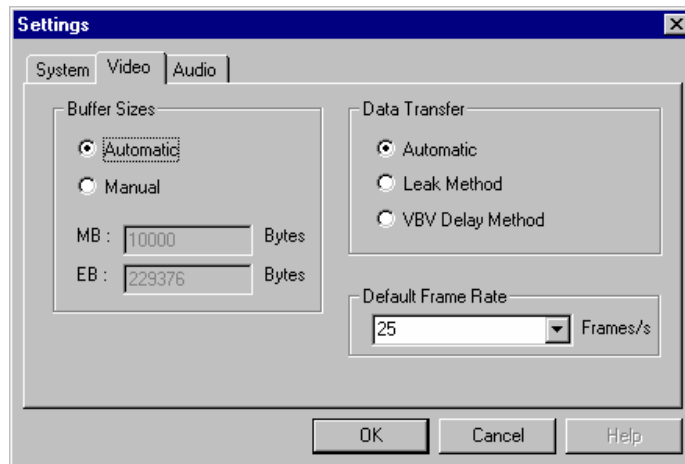 Settings
System Video Audio
Buffer Sizes
Automatic
Manual
MB : 10000 Bytes
EB : 229376 Bytes
Data Transfer
Automatic
Leak Method
VBV Delay Method
Default Frame Rate
25 Frames/s
OK Cancel Help